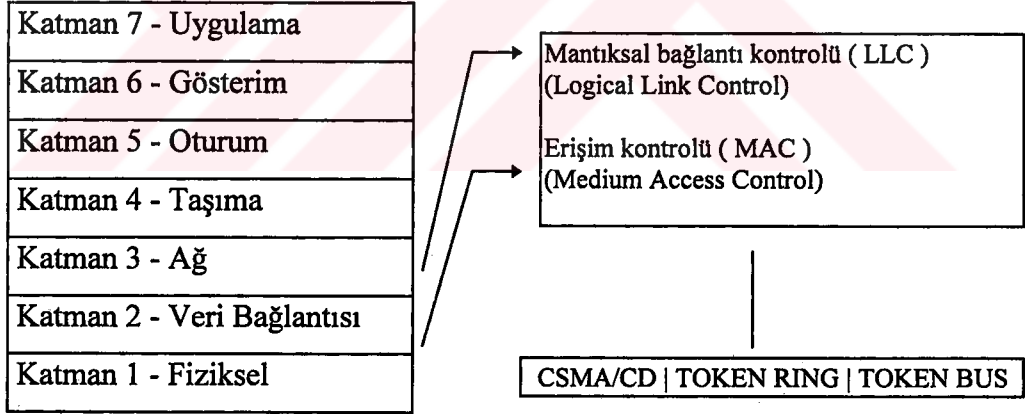 Katman 7 - Uygulama
Katman 6 - Gösterim
Katman 5 - Oturum
Katman 4 - Taşıma
Katman 3 - Ağ
Katman 2 - Veri Bağlantısı
Katman 1 - Fiziksel
Mantıksal bağlantı kontrolü ( LLC )
(Logical Link Control)
Erişim kontrolü ( MAC )
(Medium Access Control)
CSMA/CD | TOKEN RING | TOKEN BUS